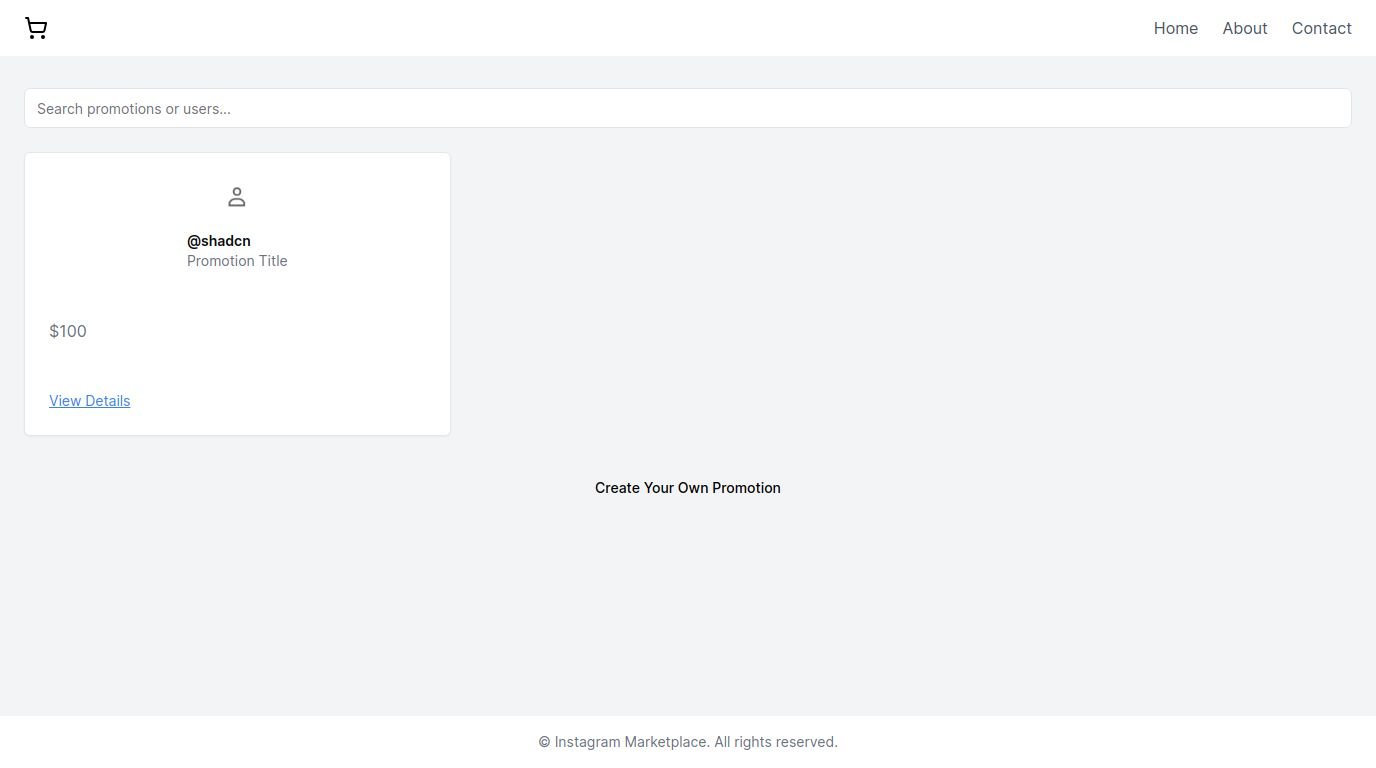 Home About Contact
Search promotions or users...
@shadcn
Promotion Title
$100
View Details
Create Your Own Promotion
© Instagram Marketplace. All rights reserved.